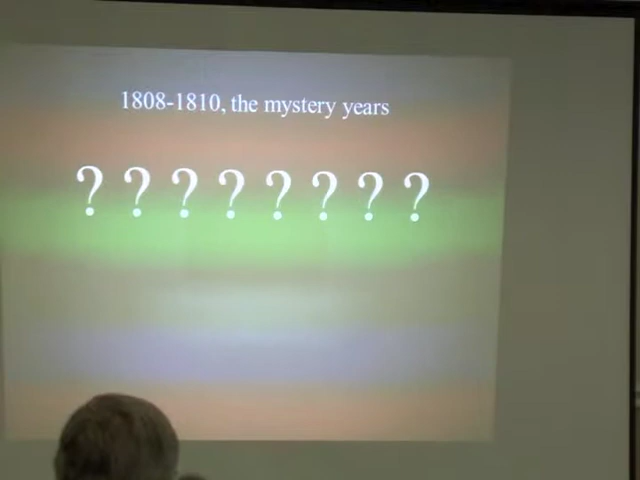 1808-1810, the mystery years
? ? ? ? ? ? ? ?